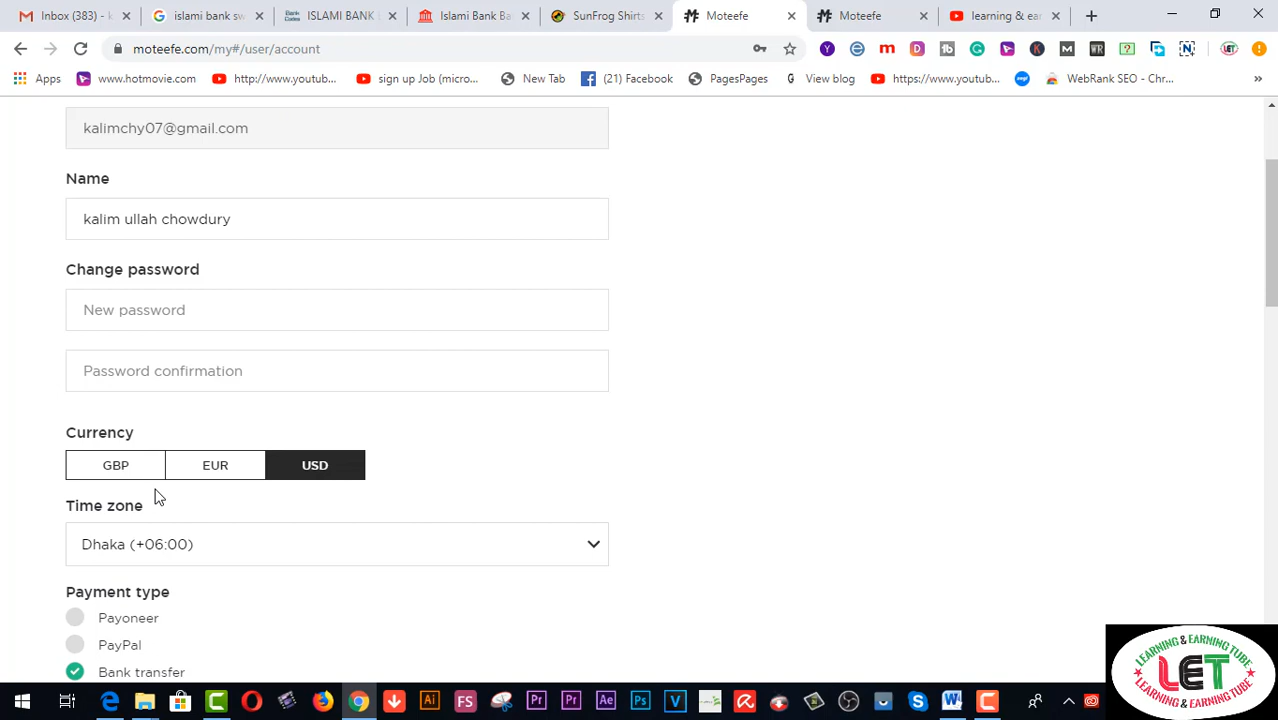 Inbox (383) - k
islami bank sw
ISLAMI BANK
Islami Bank Ba
SunFrog Shirts
Moteefe
Moteefe
learning & ear
moteefe.com/my#/user/account
Apps
www.hotmovie.com
http://www.youtub...
sign up Job (micro...
New Tab
(21) Facebook
PagesPages
View blog
https://www.youtub...
WebRank SEO - Chr...
kalimchy07@gmail.com
Name
kalim ullah chowdury
Change password
New password
Password confirmation
Currency
GBP EUR USD
Time zone
Dhaka (+06:00)
Payment type
Payoneer
PayPal
Bank transfer
LEARNING & EARNING TUBE
LET
LEARNING & EARNING TUBE